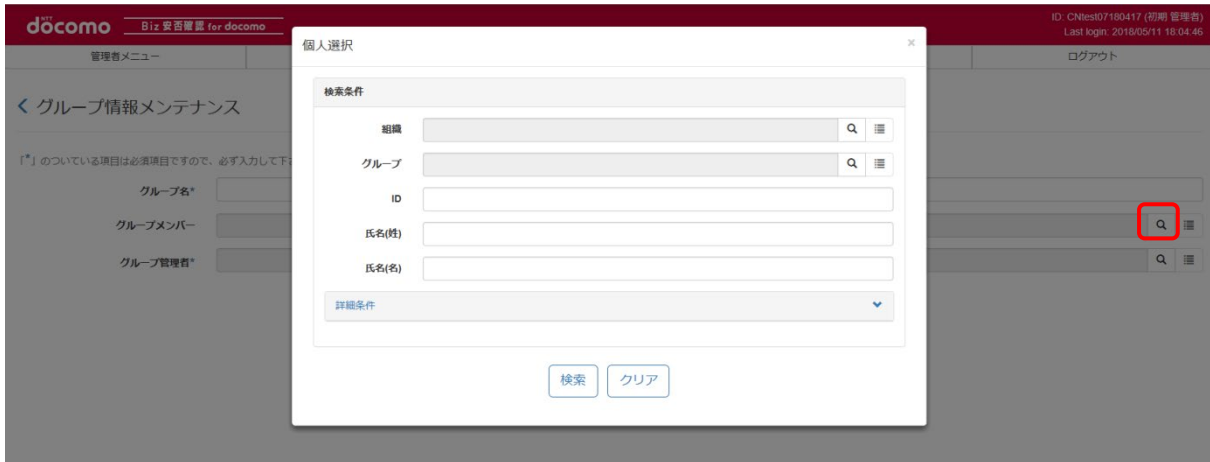 NTT
döcomo Biz 安否確認 for docomo
ID: CNtest07180417 (初期 管理者)
Last login: 2018/05/11 18:04:46
管理者メニュー
ログアウト
グループ情報メンテナンス
「*」のついている項目は必須項目ですので、必ず入力して下
グループ名*
グループメンバー
グループ管理者*
個人選択
×
検索条件
組織
グループ
ID
氏名(姓)
氏名(名)
詳細条件
検索 クリア